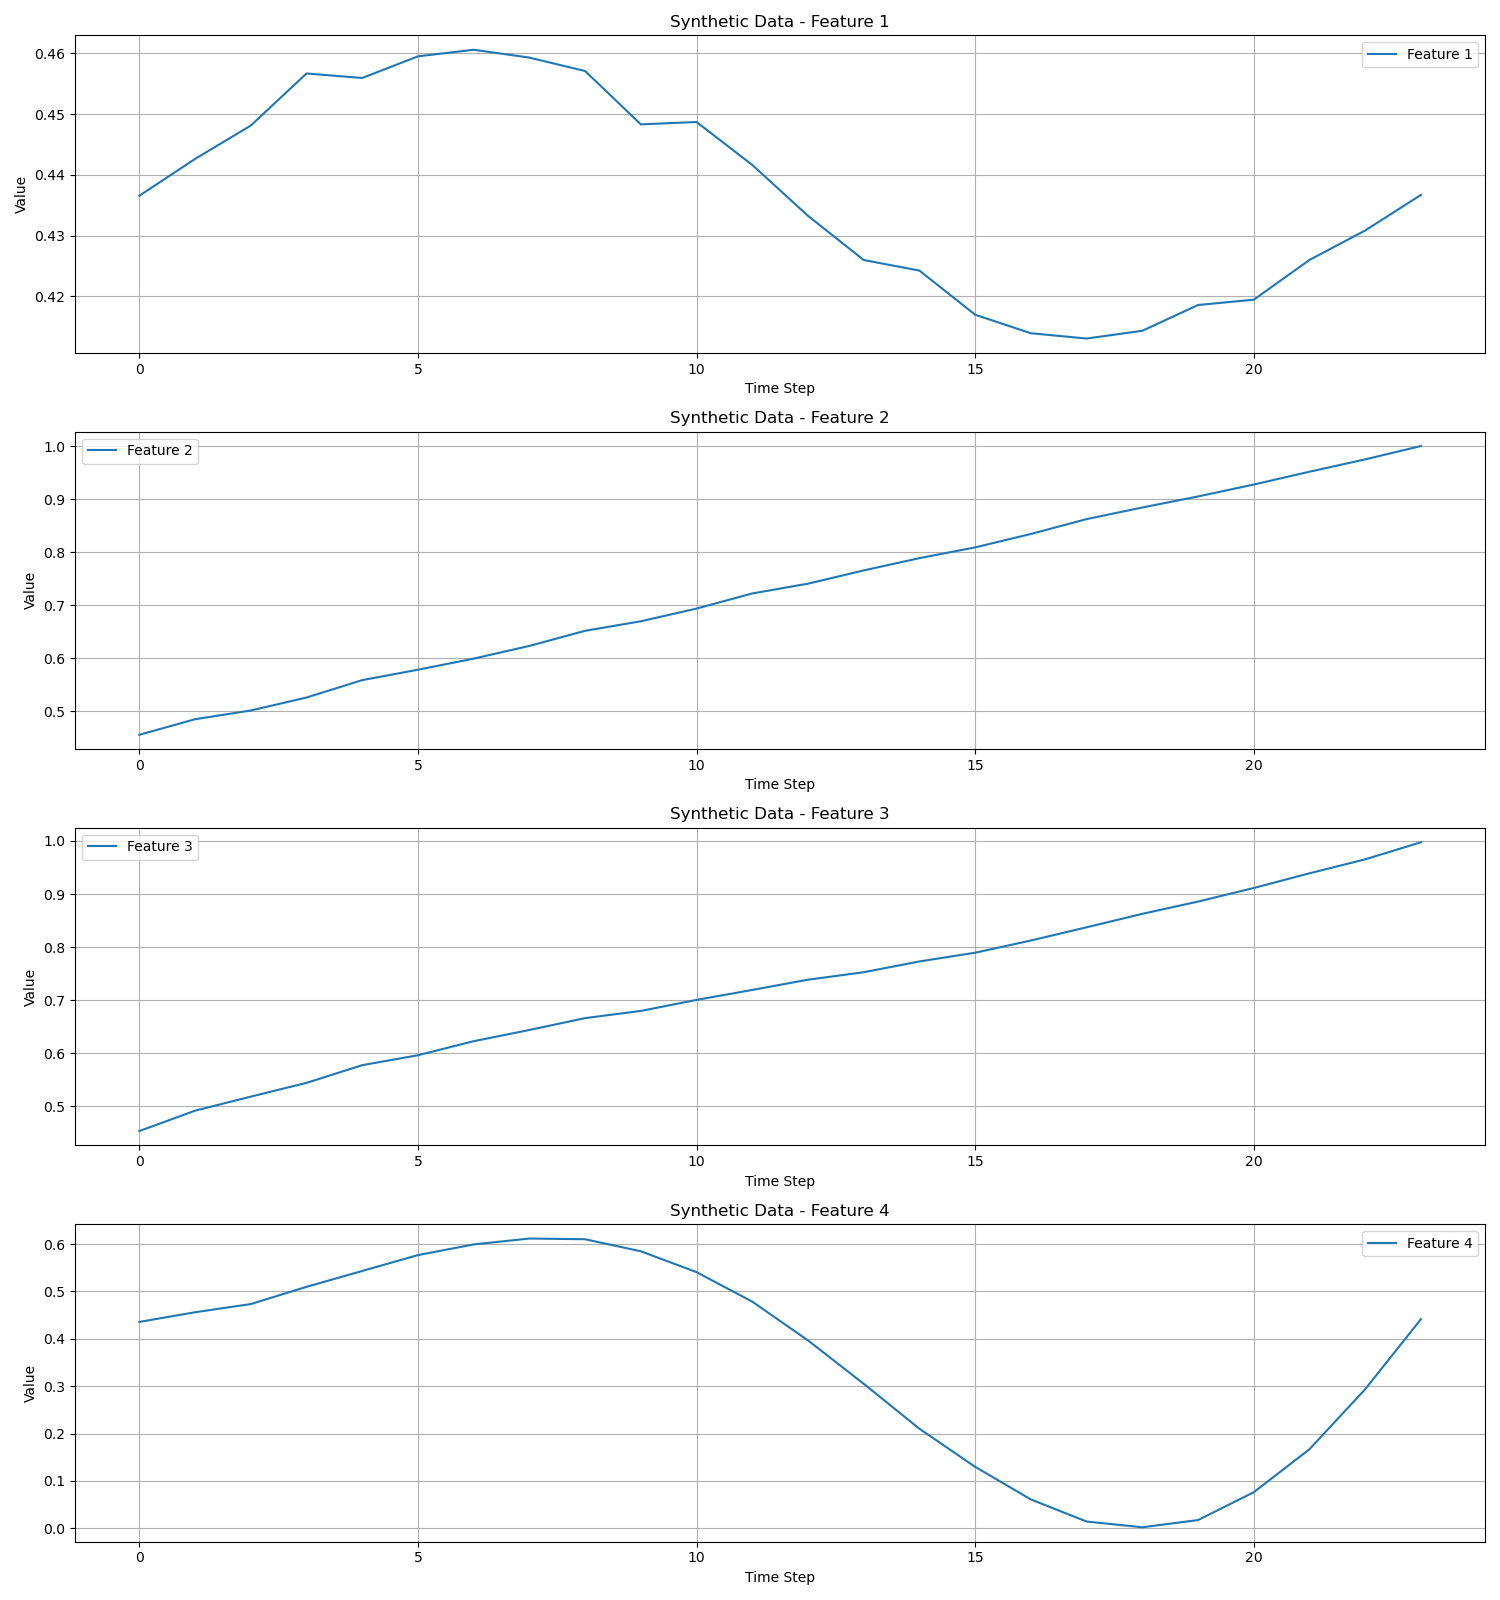 Synthetic Data - Feature 1
Feature 1
Value
0.46
0.45
0.44
0.43
0.42
0 5 10 15 20
Time Step
Synthetic Data - Feature 2
Feature 2
Value
1.0
0.9
0.8
0.7
0.6
0.5
0 5 10 15 20
Time Step
Synthetic Data - Feature 3
Feature 3
Value
1.0
0.9
0.8
0.7
0.6
0.5
0 5 10 15 20
Time Step
Synthetic Data - Feature 4
Feature 4
Value
0.6
0.5
0.4
0.3
0.2
0.1
0.0
0 5 10 15 20
Time Step